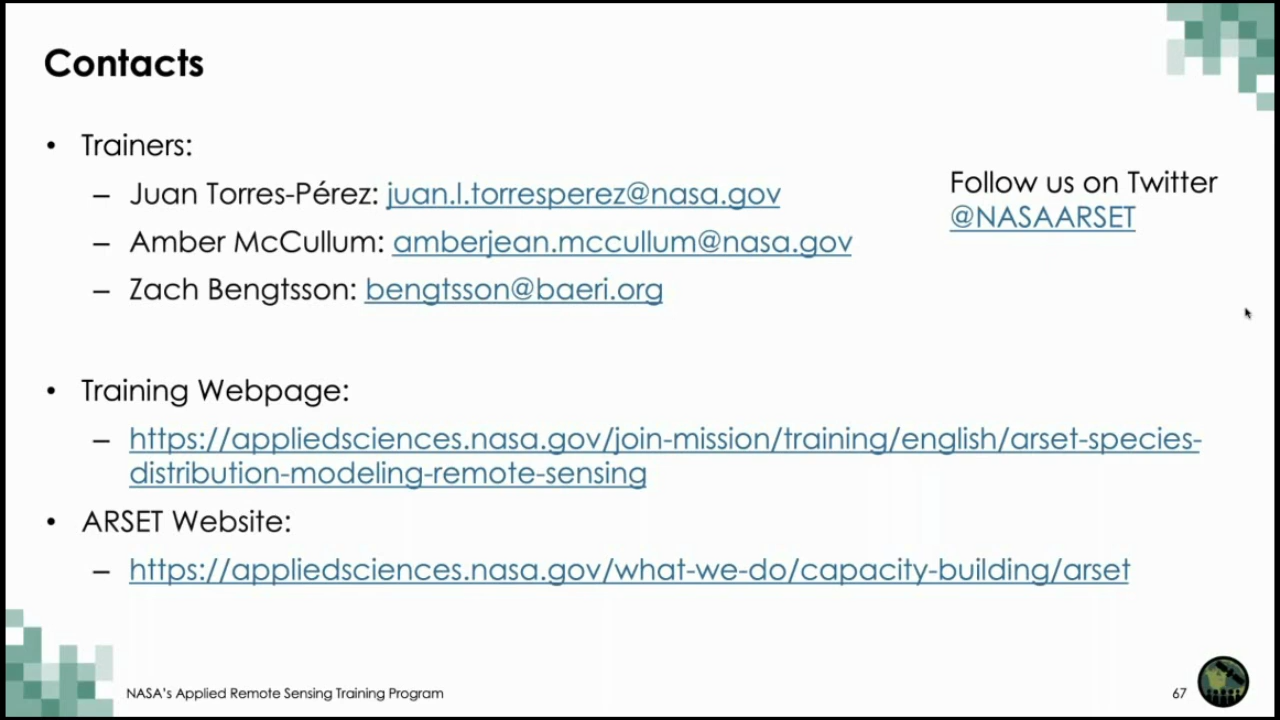 Contacts
• Trainers:
– Juan Torres-Pérez: juan.l.torresperez@nasa.gov
– Amber McCullum: amberjean.mccullum@nasa.gov
– Zach Bengtsson: bengtsson@baeri.org
Follow us on Twitter
@NASAARSET
• Training Webpage:
– https://appliedsciences.nasa.gov/join-mission/training/english/arset-species-
distribution-modeling-remote-sensing
• ARSET Website:
– https://appliedsciences.nasa.gov/what-we-do/capacity-building/arset
NASA's Applied Remote Sensing Training Program
67